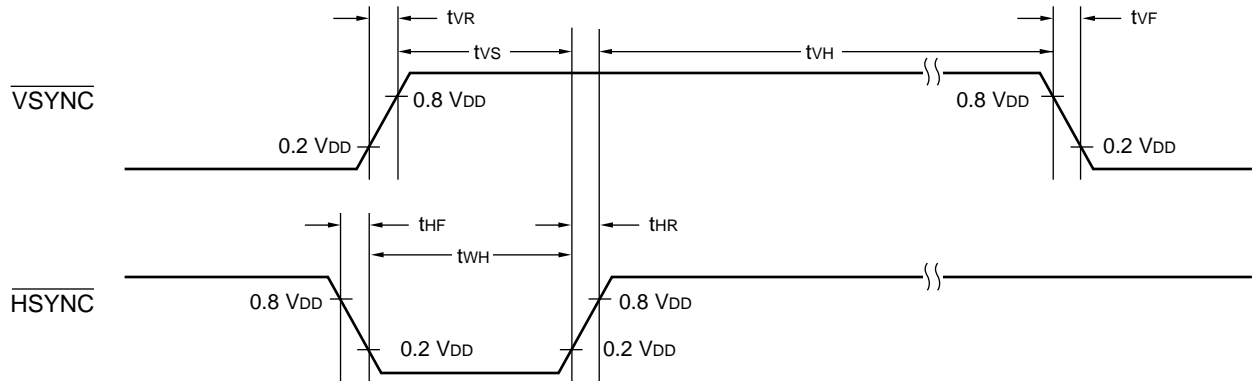 tVR
tVF
tVS
tVH
VSYNC
0.8 VDD
0.8 VDD
0.2 VDD
0.2 VDD
tHF
tHR
tWH
HSYNC
0.8 VDD
0.8 VDD
0.2 VDD
0.2 VDD